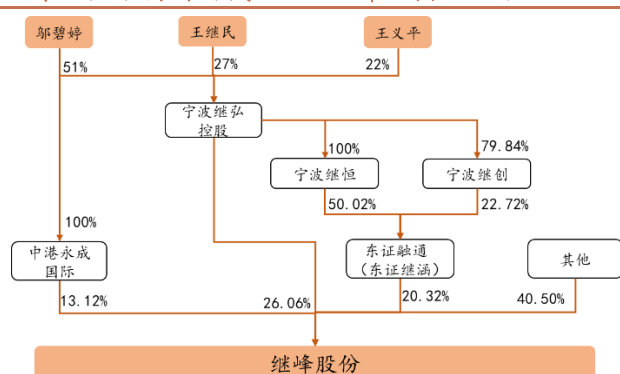 邬碧婷
王继民
王义平
51%
27%
22%
宁波继弘
控股
100%
79.84%
宁波继恒
宁波继创
50.02%
22.72%
100%
中港永成
国际
东证融通
(东证继涵)
其他
13.12%
26.06%
20.32%
40.50%
继峰股份